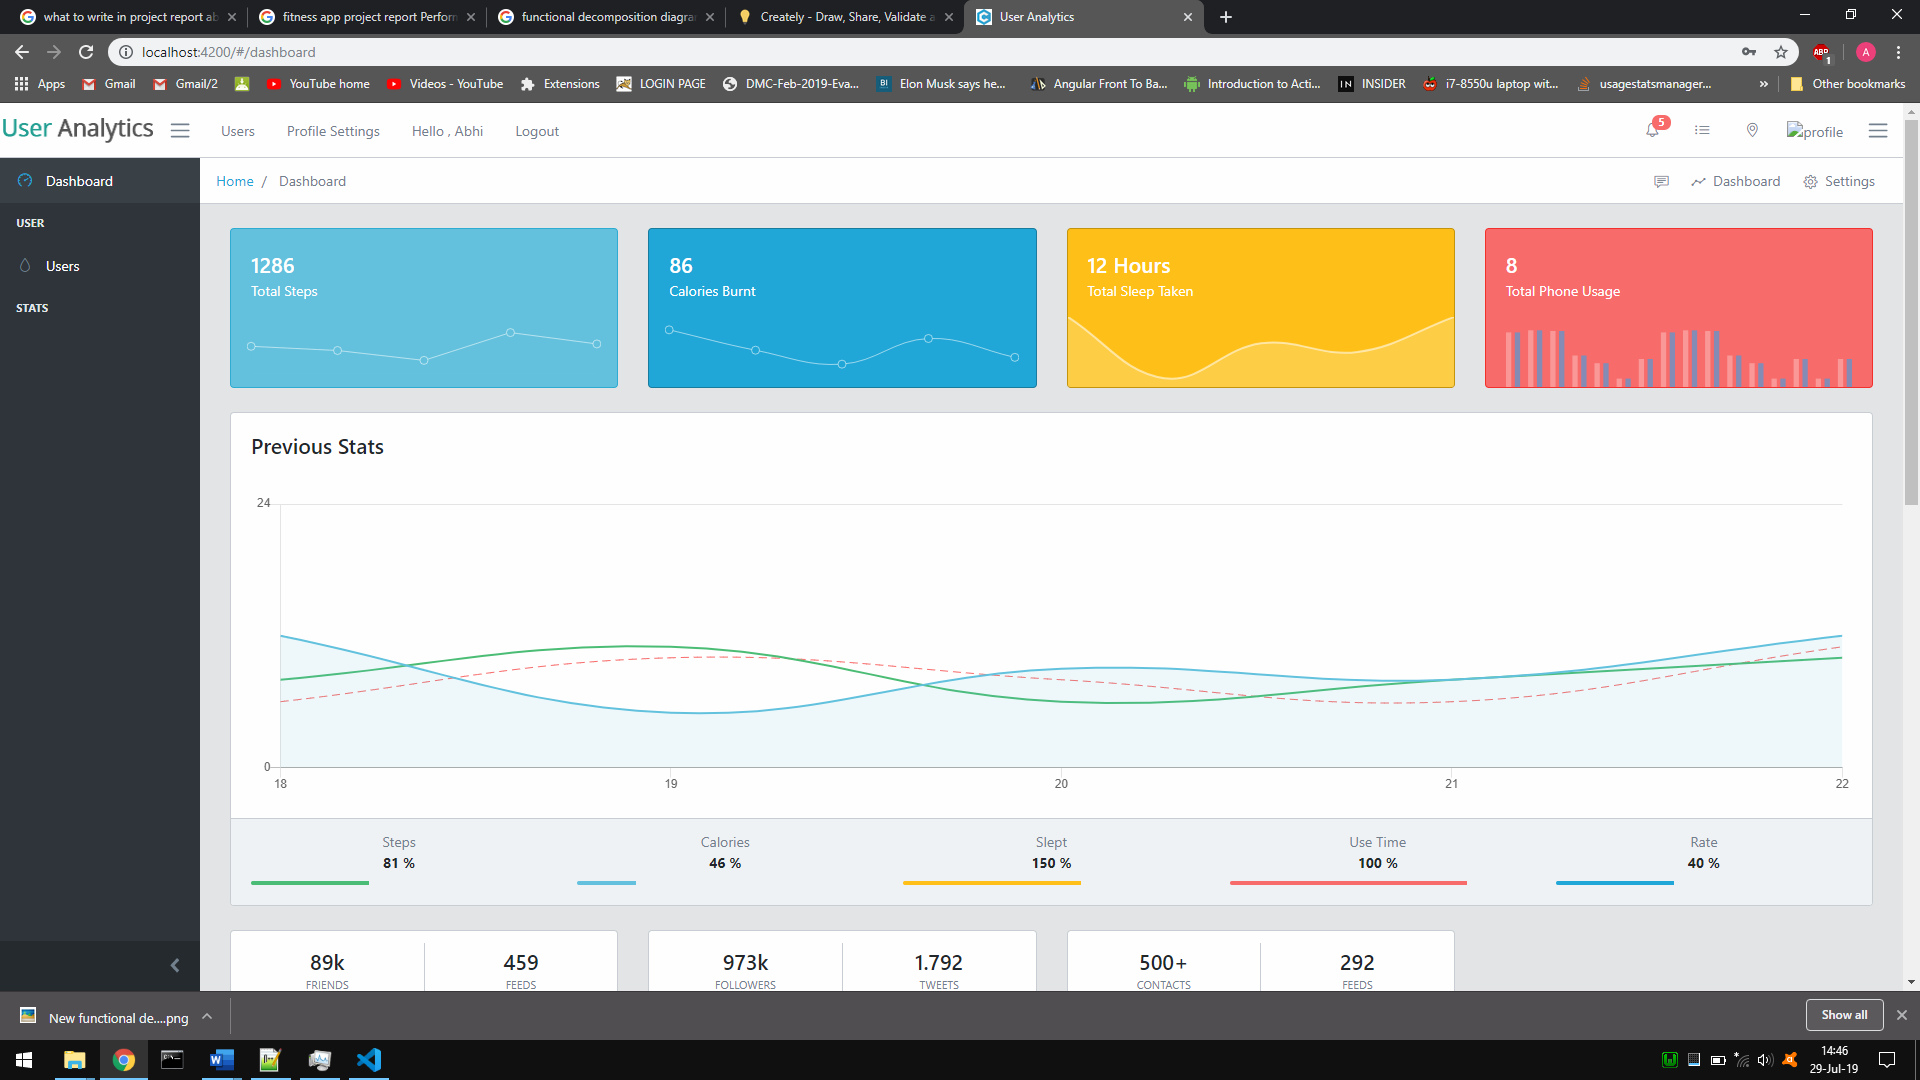 what to write in project report ab
fitness app project report Perform
functional decomposition diagra
Creately - Draw, Share, Validate a
User Analytics
localhost:4200/#/dashboard
ABP
1
A
Apps
Gmail
Gmail/2
YouTube home
Videos - YouTube
Extensions
LOGIN PAGE
DMC-Feb-2019-Eva...
BI
Elon Musk says he...
Angular Front To Ba...
Introduction to Acti...
IN
INSIDER
i7-8550u laptop wit...
usagestatsmanager...
»
Other bookmarks
User Analytics
Users
Profile Settings
Hello , Abhi
Logout
5
profile
Dashboard
USER
Users
STATS
Home / Dashboard
Dashboard
Settings
1286
Total Steps
86
Calories Burnt
12 Hours
Total Sleep Taken
8
Total Phone Usage
Previous Stats
24
0
18
19
20
21
22
Steps
81 %
Calories
46 %
Slept
150 %
Use Time
100 %
Rate
40 %
89k
FRIENDS
459
FEEDS
973k
FOLLOWERS
1.792
TWEETS
500+
CONTACTS
292
FEEDS
New functional de....png
Show all
14:46
29-Jul-19